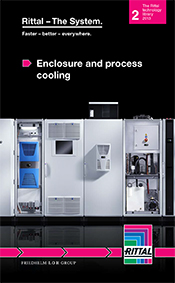 Rittal – The System.
Faster – better – everywhere.
2
The Rittal
technology
library
2013
Enclosure and process
cooling
RITTAL
FRIEDHELM LOH GROUP